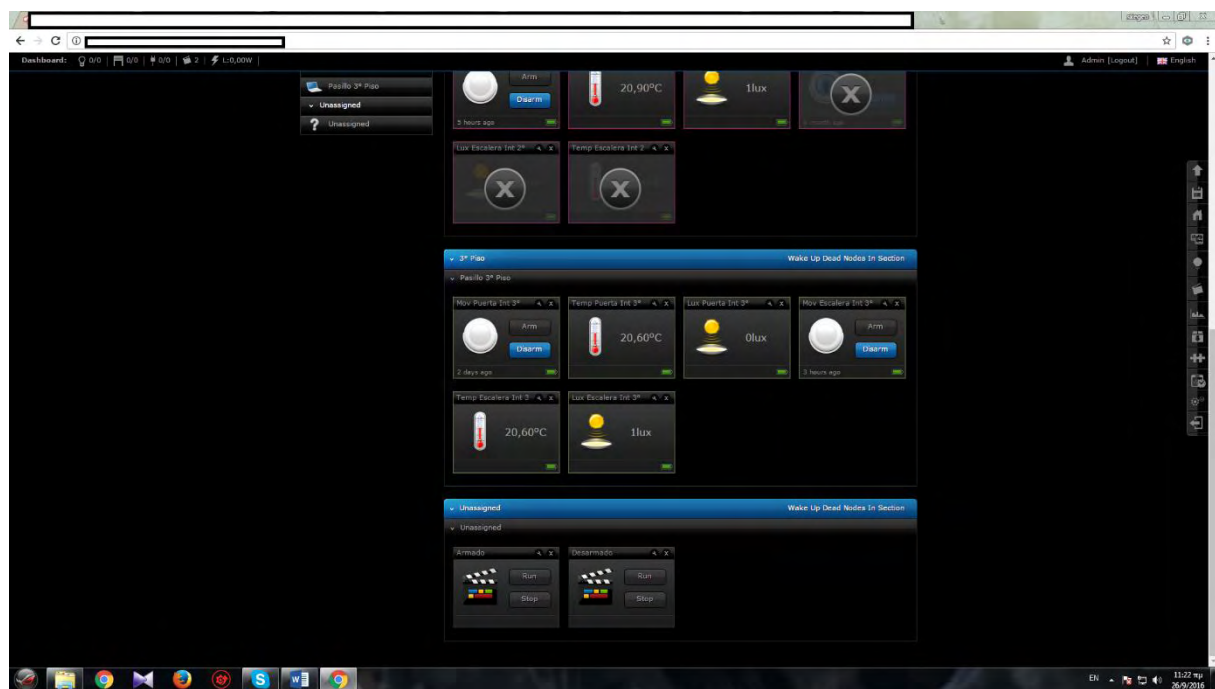 Dashboard: 0/0 0/0 0/0 2 L:0,00W
Admin [Logout] English
Pasillo 3º Piso
Unassigned
? Unassigned
Arm
Disarm
5 hours ago
20,90ºC
1lux
X
Lux Escalera Int 2º
X
Temp Escalera Int 2
X
3º Piso Wake Up Dead Nodes In Section
Pasillo 3º Piso
Mov Puerta Int 3º
Arm
Disarm
2 days ago
Temp Puerta Int 3º
20,60ºC
Lux Puerta Int 3º
0lux
Mov Escalera Int 3º
Arm
Disarm
3 hours ago
Temp Escalera Int 3
20,60ºC
Lux Escalera Int 3º
1lux
Unassigned Wake Up Dead Nodes In Section
Unassigned
Armado
Run
Stop
Desarmado
Run
Stop
EN
11:22 πμ
26/9/2016